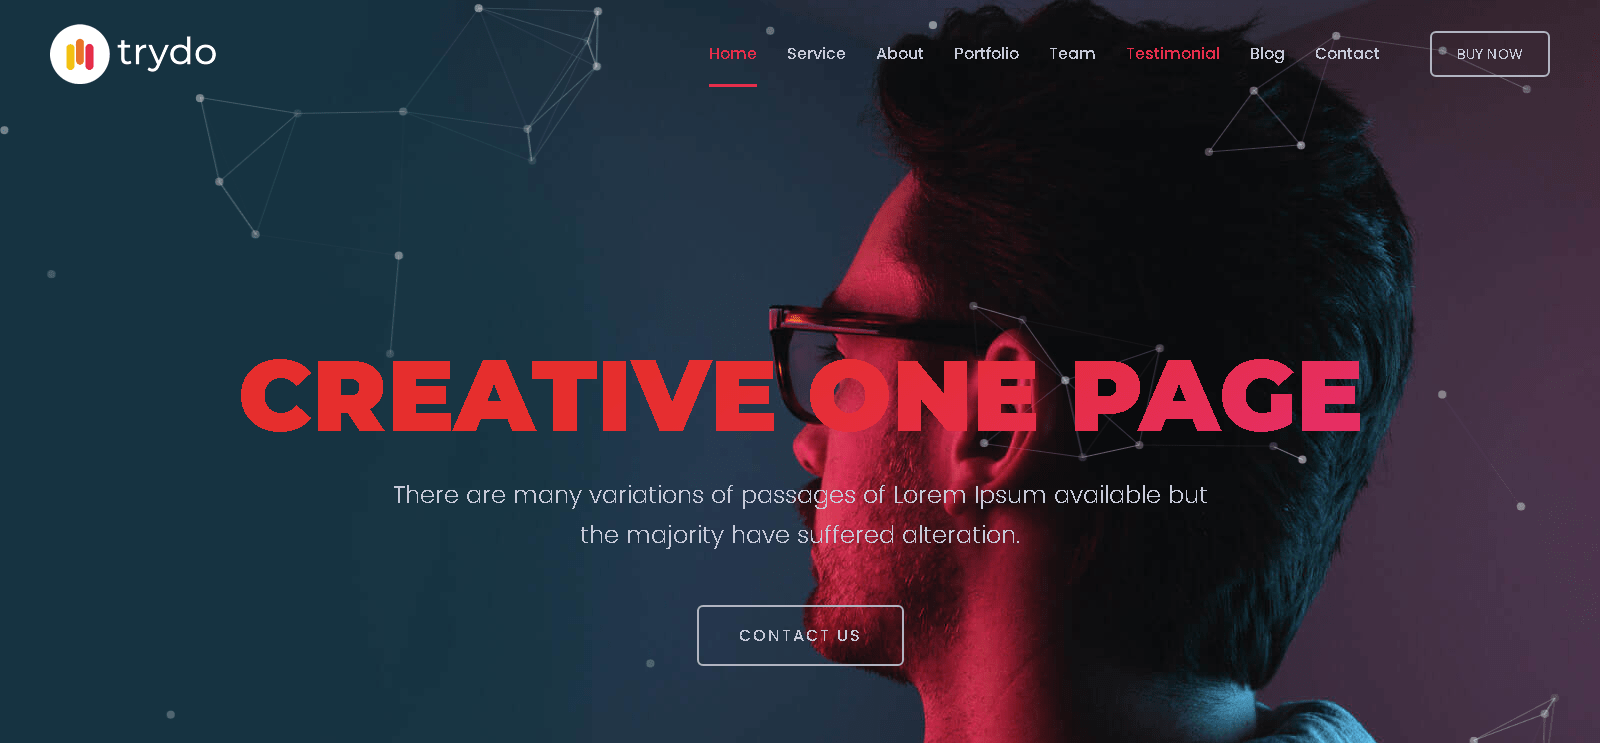 trydo
Home Service About Portfolio Team Testimonial Blog Contact BUY NOW
CREATIVE ONE PAGE
There are many variations of passages of Lorem Ipsum available but
the majority have suffered alteration.
CONTACT US